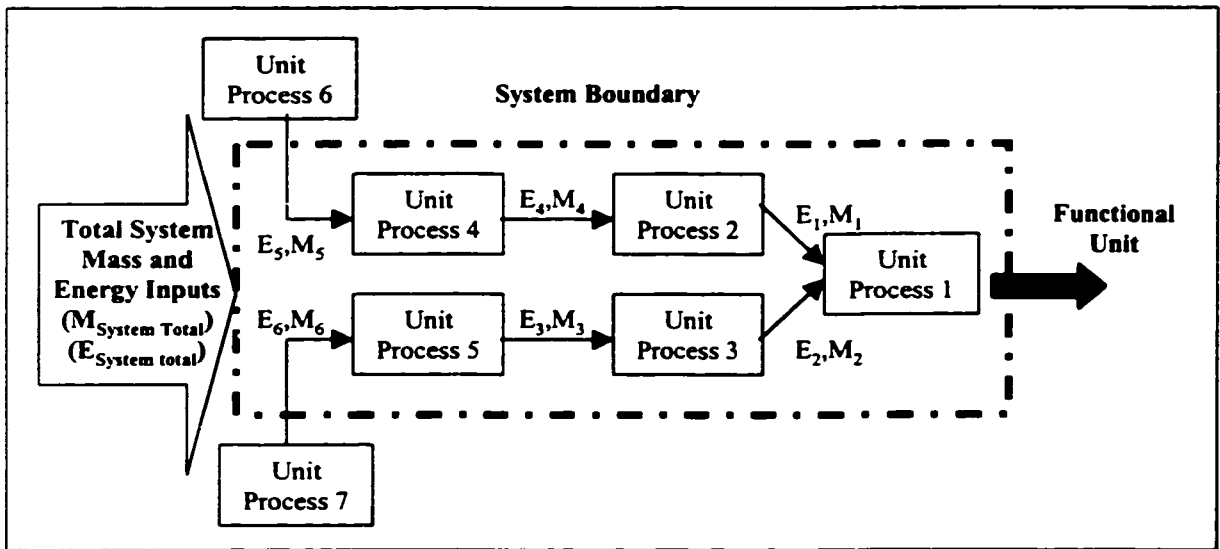 Unit
Process 6
System Boundary
Unit
Process 4
E4,M4
Unit
Process 2
E1,M1
Functional
Unit
Total System
Mass and
Energy Inputs
(MSystem Total)
(ESystem total)
E5,M5
Unit
Process 1
E6,M6
Unit
Process 5
E3,M3
Unit
Process 3
E2,M2
Unit
Process 7